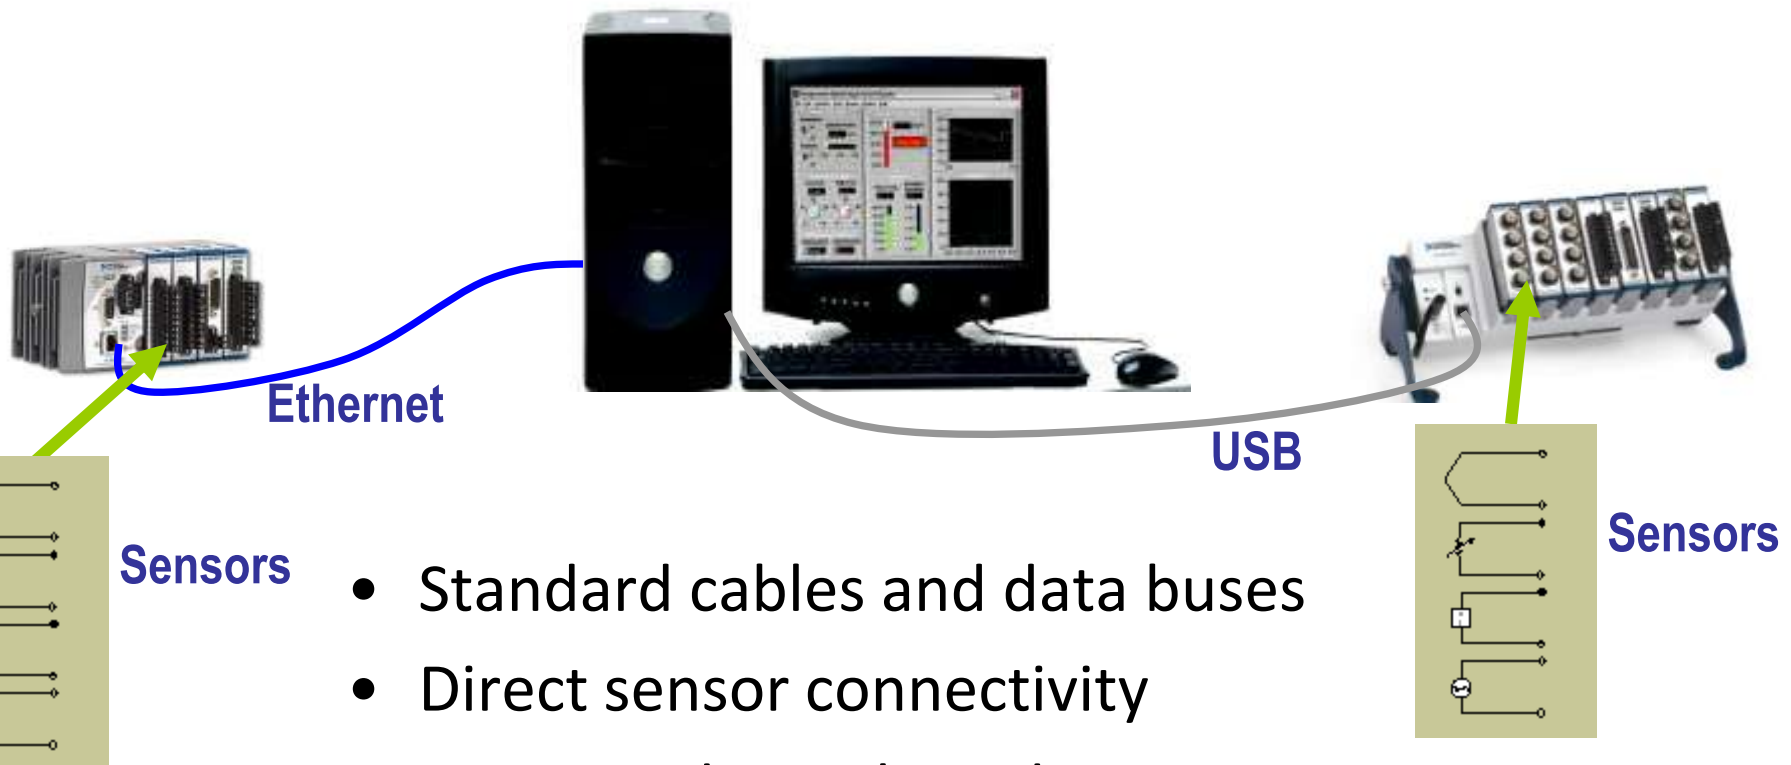 Ethernet
USB
Sensors
Sensors
• Standard cables and data buses
• Direct sensor connectivity